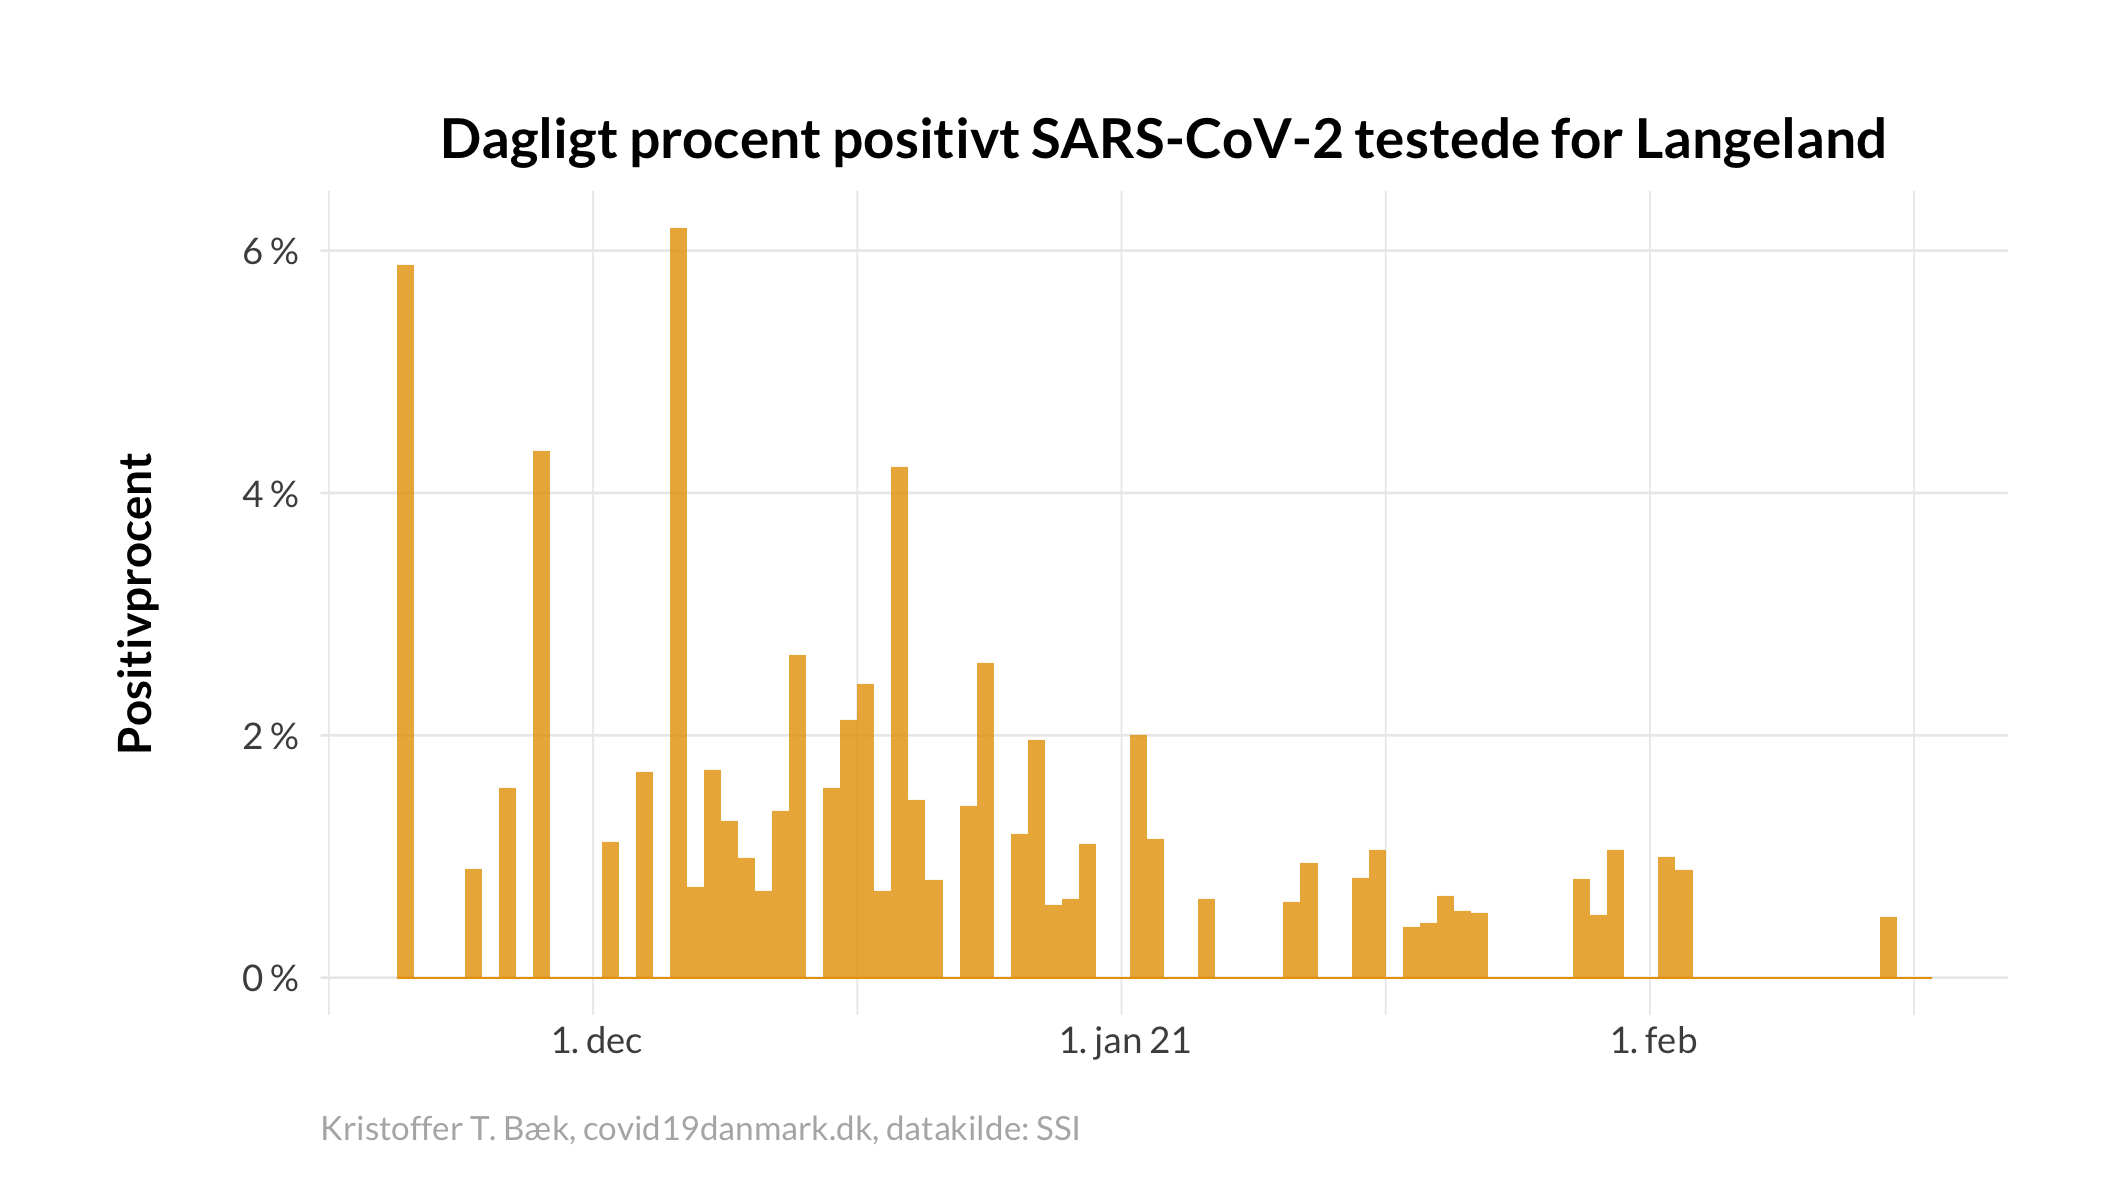 Dagligt procent positivt SARS-CoV-2 testede for Langeland
Positivprocent
6 %
4 %
2 %
0 %
1. dec
1. jan 21
1. feb
Kristoffer T. Bæk, covid19danmark.dk, datakilde: SSI